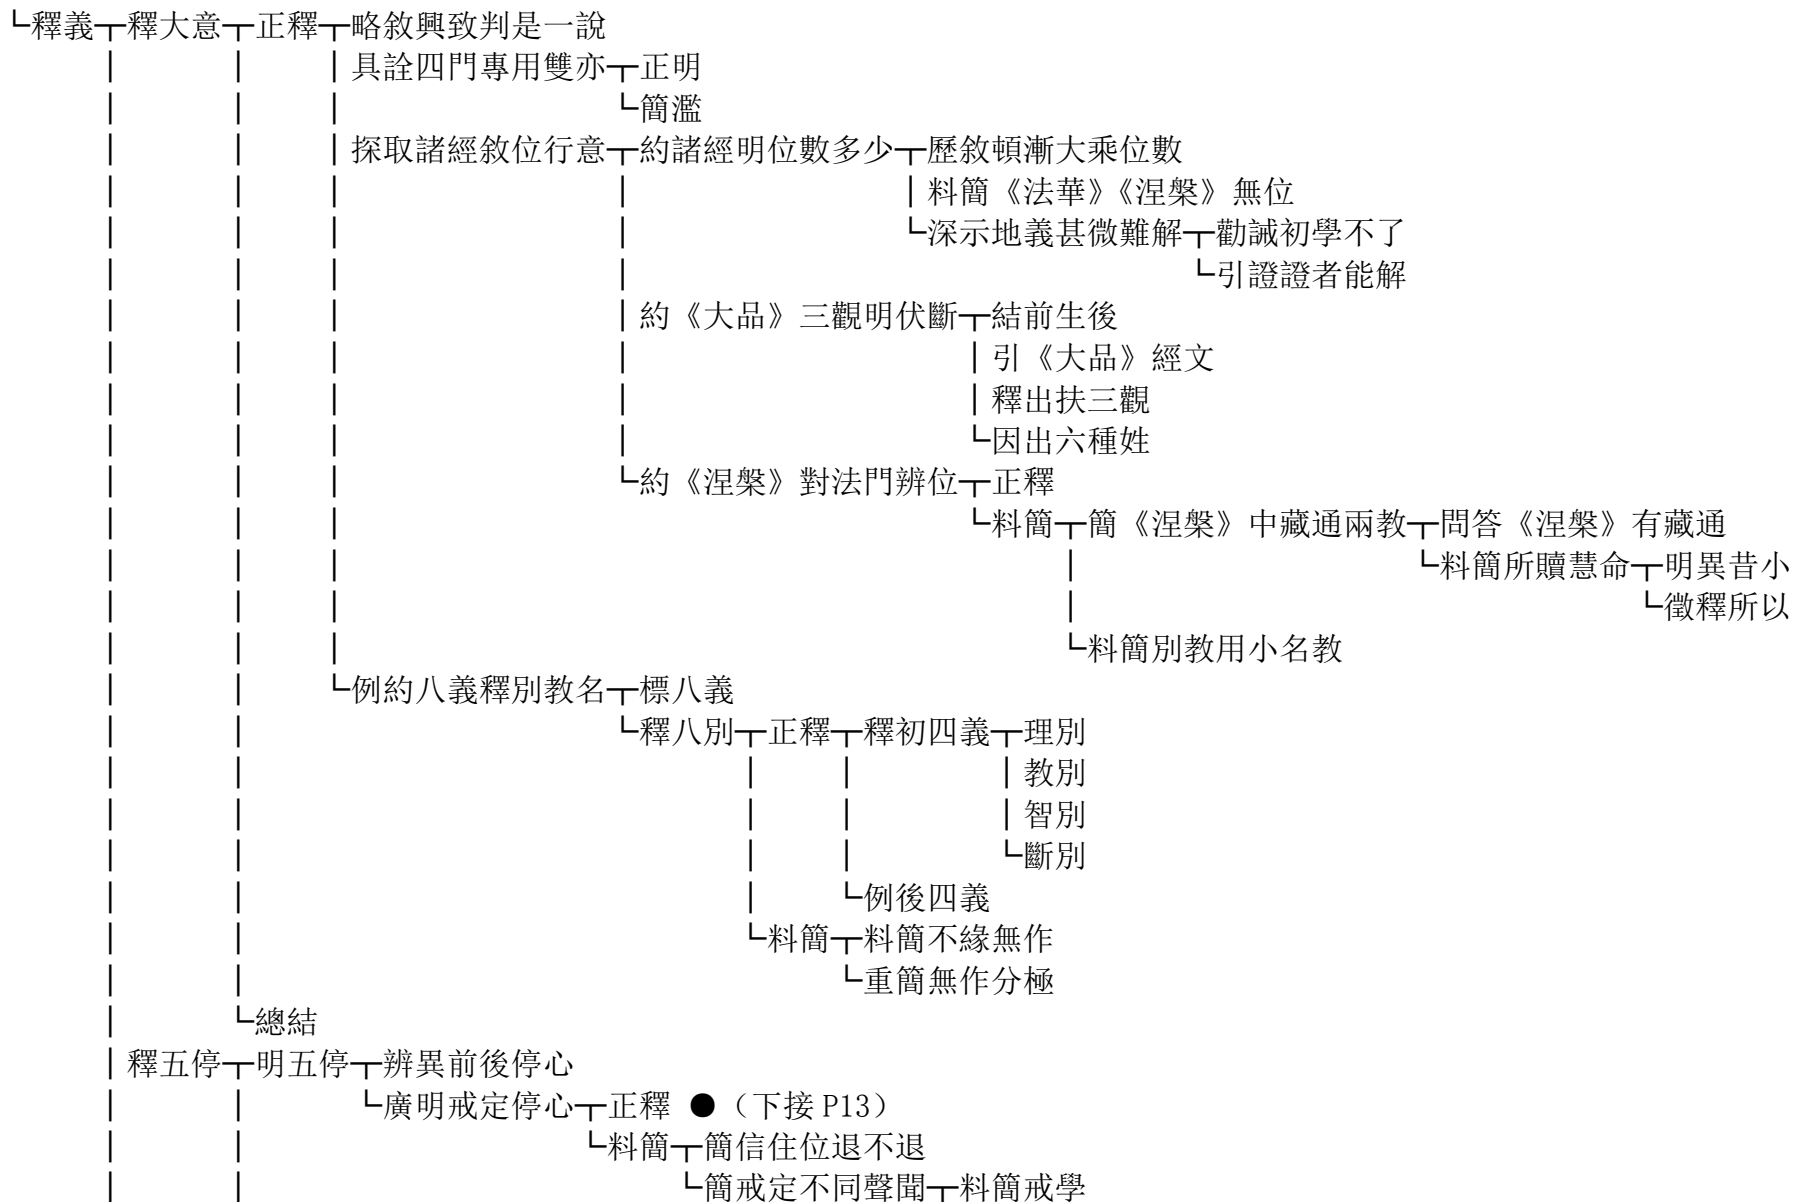 └釋義┬釋大意┬正釋┬略敘興致判是一說
│ │ │具詮四門專用雙亦┬正明
│ │ │ └簡濫
│ │ │探取諸經敘位行意┬約諸經明位數多少┬歷敘頓漸大乘位數
│ │ │ │ │料簡《法華》《涅槃》無位
│ │ │ │ └深示地義甚微難解┬勸誡初學不了
│ │ │ │ └引證證者能解
│ │ │ │約《大品》三觀明伏斷┬結前生後
│ │ │ │ │引《大品》經文
│ │ │ │ │釋出扶三觀
│ │ │ │ └因出六種姓
│ │ │ └約《涅槃》對法門辨位┬正釋
│ │ │ └料簡┬簡《涅槃》中藏通兩教┬問答《涅槃》有藏通
│ │ │ │ └料簡所贖慧命┬明異昔小
│ │ │ │ └徵釋所以
│ │ │ └料簡別教用小名教
│ │ └例約八義釋別教名┬標八義
│ │ └釋八別┬正釋┬釋初四義┬理別
│ │ │ │ │教別
│ │ │ │ │智別
│ │ │ │ └斷別
│ │ │ └例後四義
│ │ └料簡┬料簡不緣無作
│ │ └重簡無作分極
│ └總結
│釋五停┬明五停┬辨異前後停心
│ │ └廣明戒定停心┬正釋 ●（下接 P13）
│ │ └料簡┬簡信住位退不退
│ │ └簡戒定不同聲聞┬料簡戒學